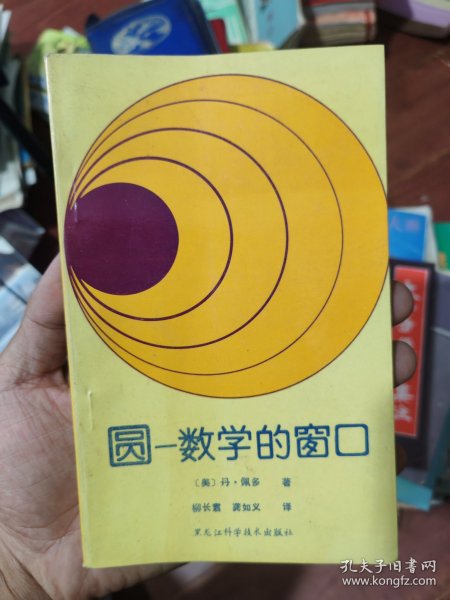 圆—数学的窗口
〔美〕丹·佩多 著
柳长茂 龚如义 译
黑龙江科学技术出版社
孔夫子旧书网
www.kongfz.com